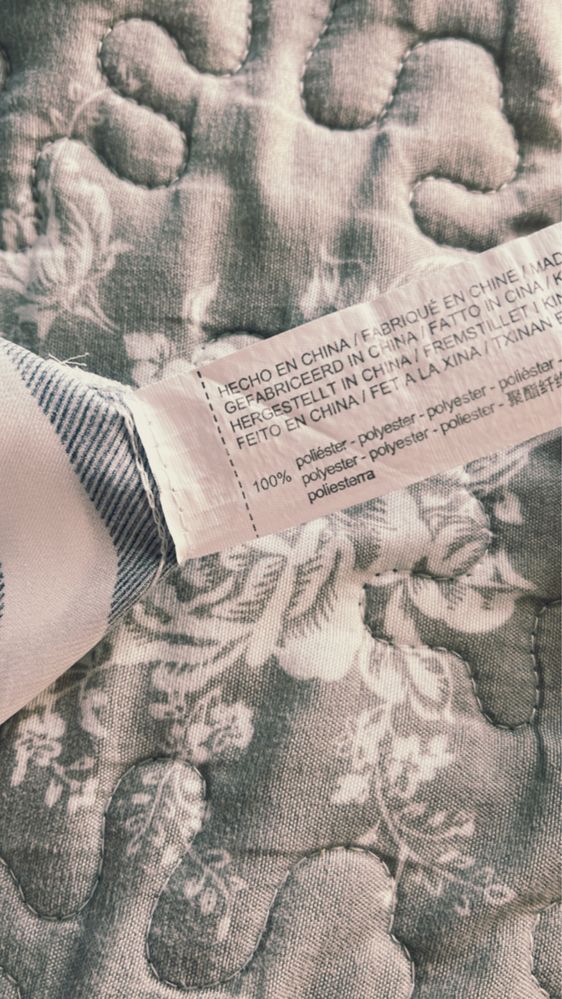 HECHO EN CHINA / FABRIQUÉ EN CHINE / MAD
GEFABRICEERD IN CHINA / FATTO IN CINA /
HERGESTELLT IN CHINA / FREMSTILLET I
FEITO EN CHINA / FET A LA XINA / TXINAN
100% poliéster - polyester - polyester - poliéster -
polyester - polyester - poliester - 聚酯纤
poliesterra